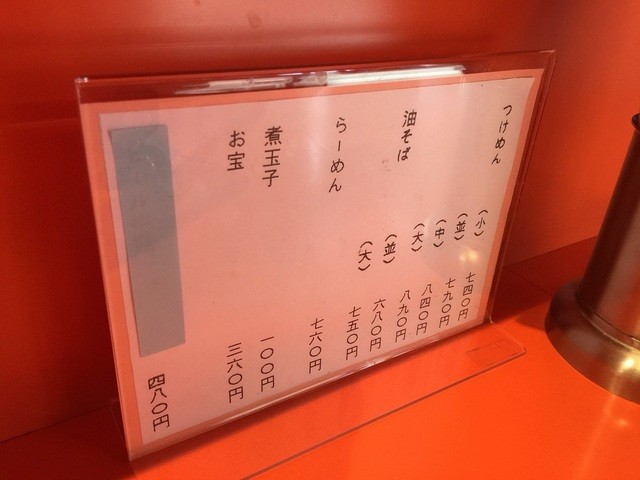 つけめん （小） 七四〇円
（並） 七九〇円
（中） 八四〇円
（大） 八九〇円
油そば （並） 六八〇円
（大） 七五〇円
らーめん 七六〇円
煮玉子 一〇〇円
お宝 三六〇円
四八〇円